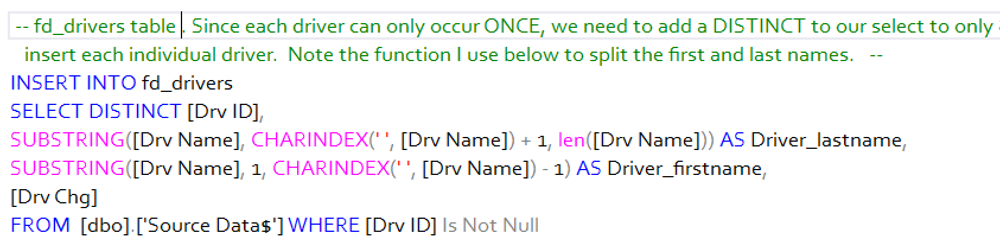 -- fd_drivers table . Since each driver can only occur ONCE, we need to add a DISTINCT to our select to only
insert each individual driver.  Note the function I use below to split the first and last names.   --
INSERT INTO fd_drivers
SELECT DISTINCT [Drv ID],
SUBSTRING([Drv Name], CHARINDEX(' ', [Drv Name]) + 1, len([Drv Name])) AS Driver_lastname,
SUBSTRING([Drv Name], 1, CHARINDEX(' ', [Drv Name]) - 1) AS Driver_firstname,
[Drv Chg]
FROM  [dbo].['Source Data$'] WHERE [Drv ID] Is Not Null